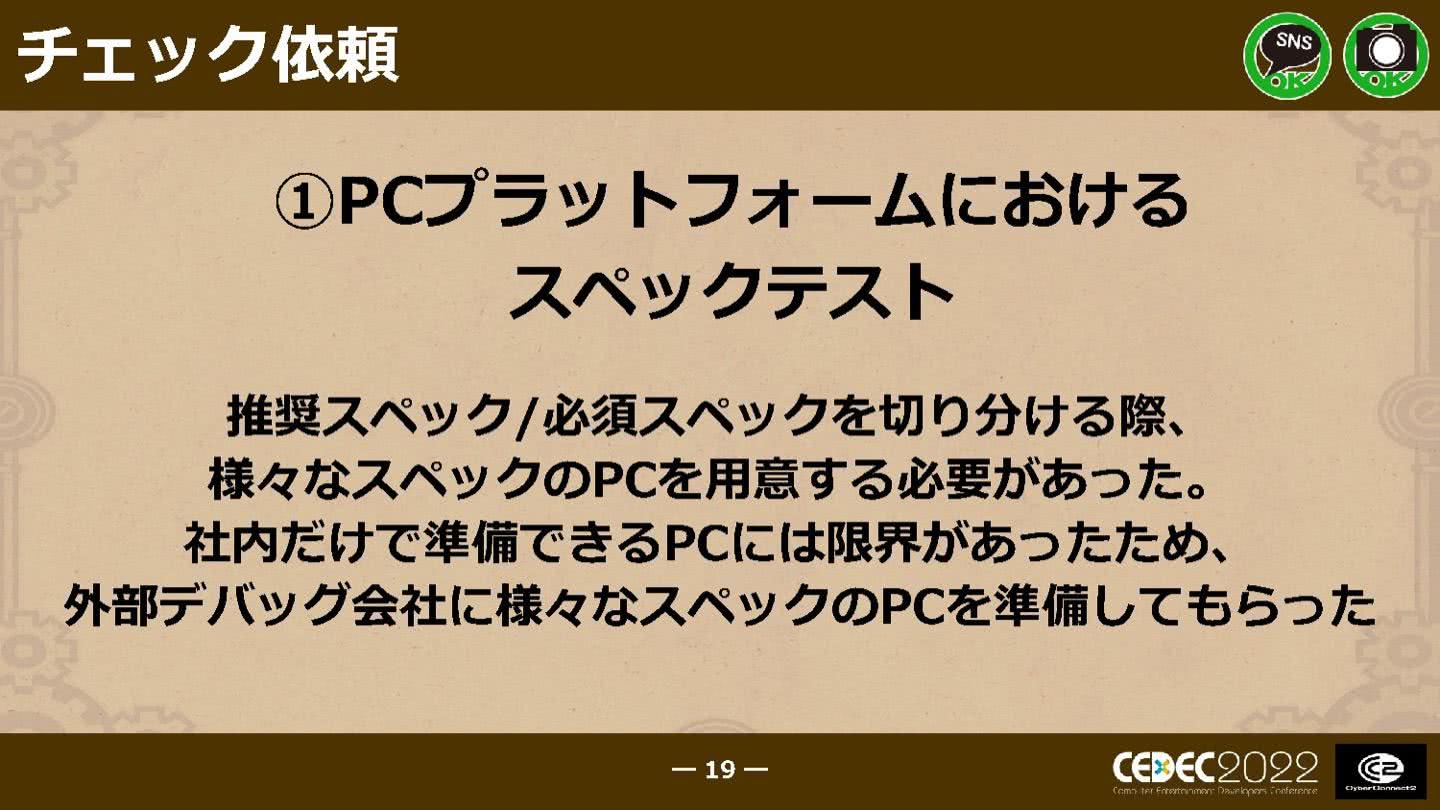 チェック依頼
SNS
OK
OK
①PCプラットフォームにおける
スペックテスト
推奨スペック/必須スペックを切り分ける際、
様々なスペックのPCを用意する必要があった。
社内だけで準備できるPCには限界があったため、
外部デバッグ会社に様々なスペックのPCを準備してもらった
— 19 —
CEDEC2022
Computer Entertainment Developers Conference
CyberConnect2